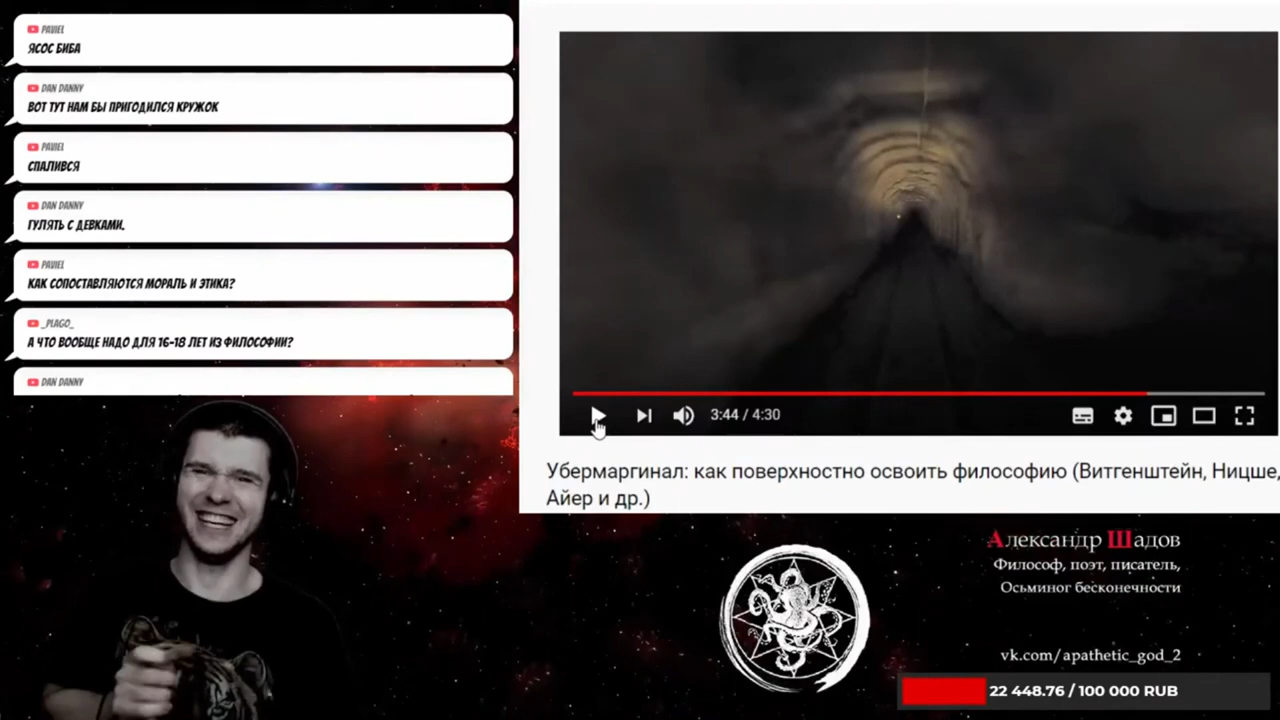 PAVIEL
ЯСОС БИБА
DAN DANNY
ВОТ ТУТ НАМ БЫ ПРИГОДИЛСЯ КРУЖОК
PAVIEL
СПАЛИВСЯ
DAN DANNY
ГУЛЯТЬ С ДЕВКАМИ.
PAVIEL
КАК СОПОСТАВЛЯЮТСЯ МОРАЛЬ И ЭТИКА?
_PLAGO_
А ЧТО ВООБЩЕ НАДО ДЛЯ 16-18 ЛЕТ ИЗ ФИЛОСОФИИ?
DAN DANNY
3:44 / 4:30
Убермаргинал: как поверхностно освоить философию (Витгенштейн, Ницше,
Айер и др.)
Александр Шадов
Философ, поэт, писатель,
Осьминог бесконечности
vk.com/apathetic_god_2
22 448.76 / 100 000 RUB